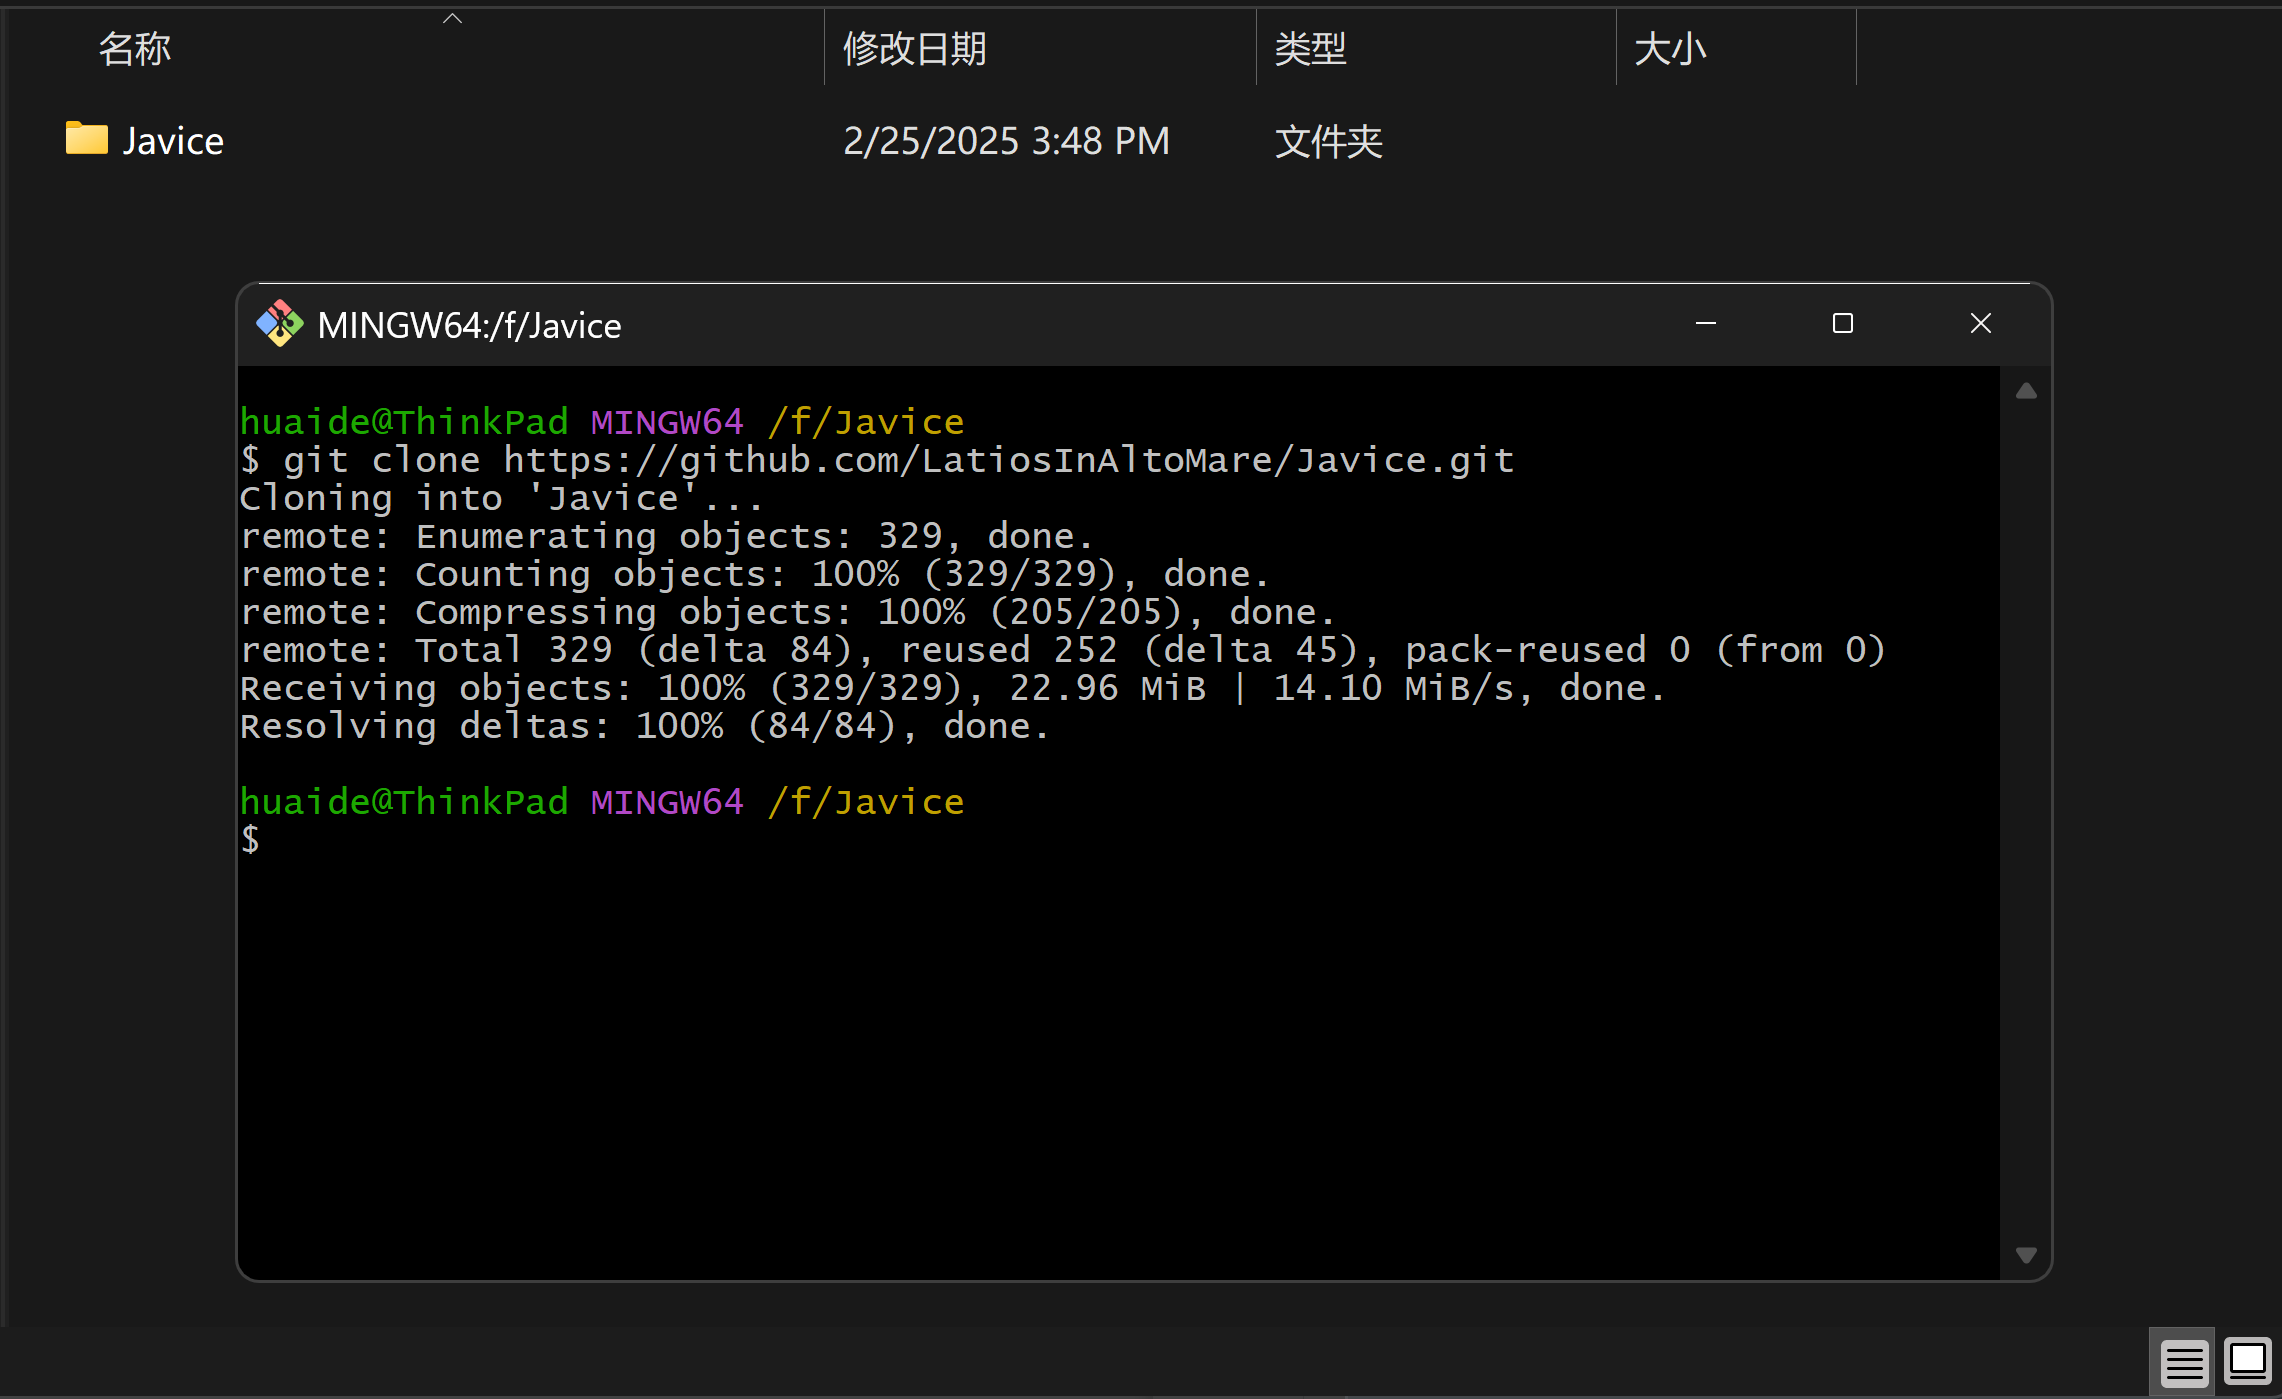 名称 修改日期 类型 大小
Javice 2/25/2025 3:48 PM 文件夹
MINGW64:/f/Javice
huaide@ThinkPad MINGW64 /f/Javice
$ git clone https://github.com/LatiosInAltoMare/Javice.git
Cloning into 'Javice'...
remote: Enumerating objects: 329, done.
remote: Counting objects: 100% (329/329), done.
remote: Compressing objects: 100% (205/205), done.
remote: Total 329 (delta 84), reused 252 (delta 45), pack-reused 0 (from 0)
Receiving objects: 100% (329/329), 22.96 MiB | 14.10 MiB/s, done.
Resolving deltas: 100% (84/84), done.
huaide@ThinkPad MINGW64 /f/Javice
$